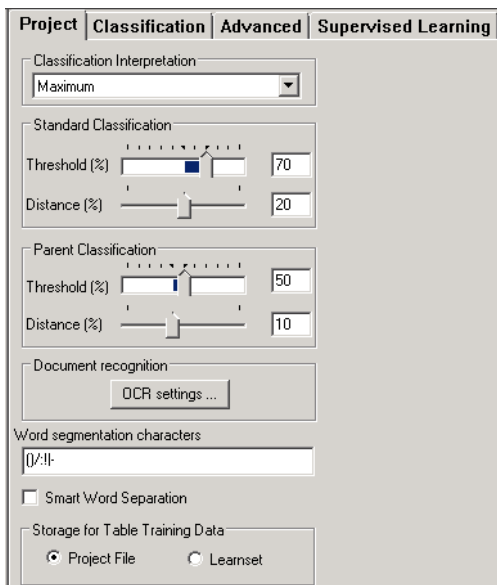 Project Classification Advanced Supervised Learning
Classification Interpretation
Maximum
Standard Classification
Threshold (%) 70
Distance (%) 20
Parent Classification
Threshold (%) 50
Distance (%) 10
Document recognition
OCR settings ...
Word segmentation characters
()/:!|-
Smart Word Separation
Storage for Table Training Data
Project File Learnset